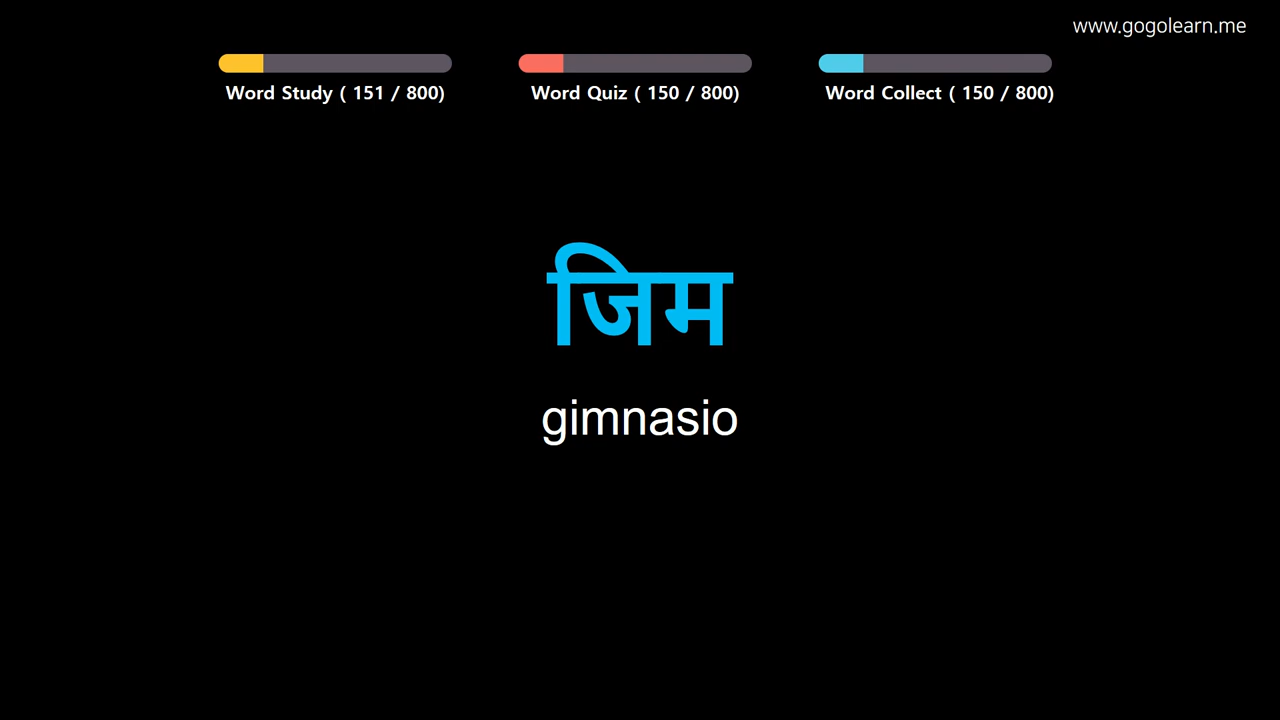 www.gogolearn.me
Word Study ( 151 / 800)
Word Quiz ( 150 / 800)
Word Collect ( 150 / 800)
जिम
gimnasio